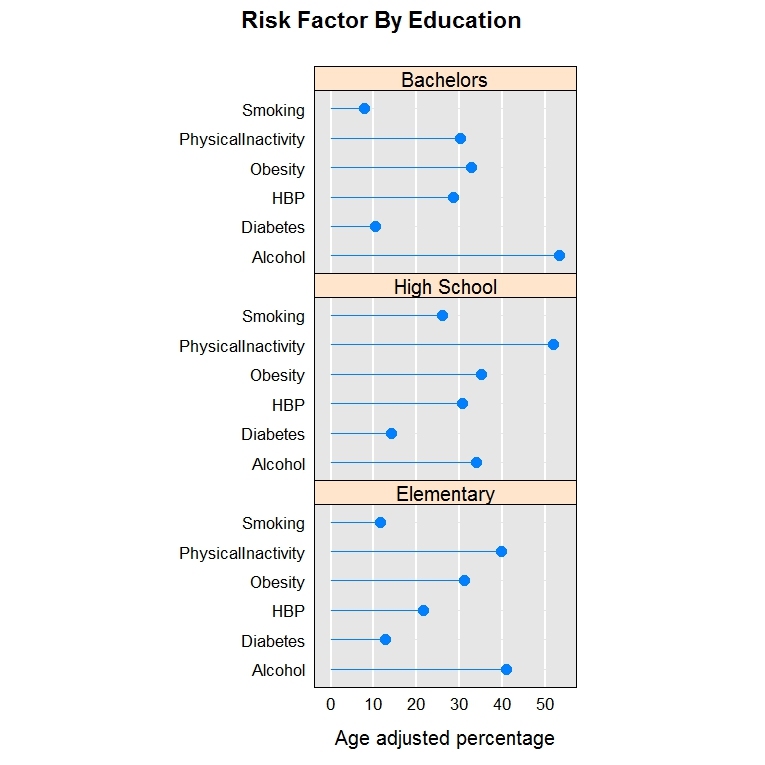 Risk Factor By Education
Bachelors
Smoking
PhysicalInactivity
Obesity
HBP
Diabetes
Alcohol
High School
Smoking
PhysicalInactivity
Obesity
HBP
Diabetes
Alcohol
Elementary
Smoking
PhysicalInactivity
Obesity
HBP
Diabetes
Alcohol
0 10 20 30 40 50
Age adjusted percentage